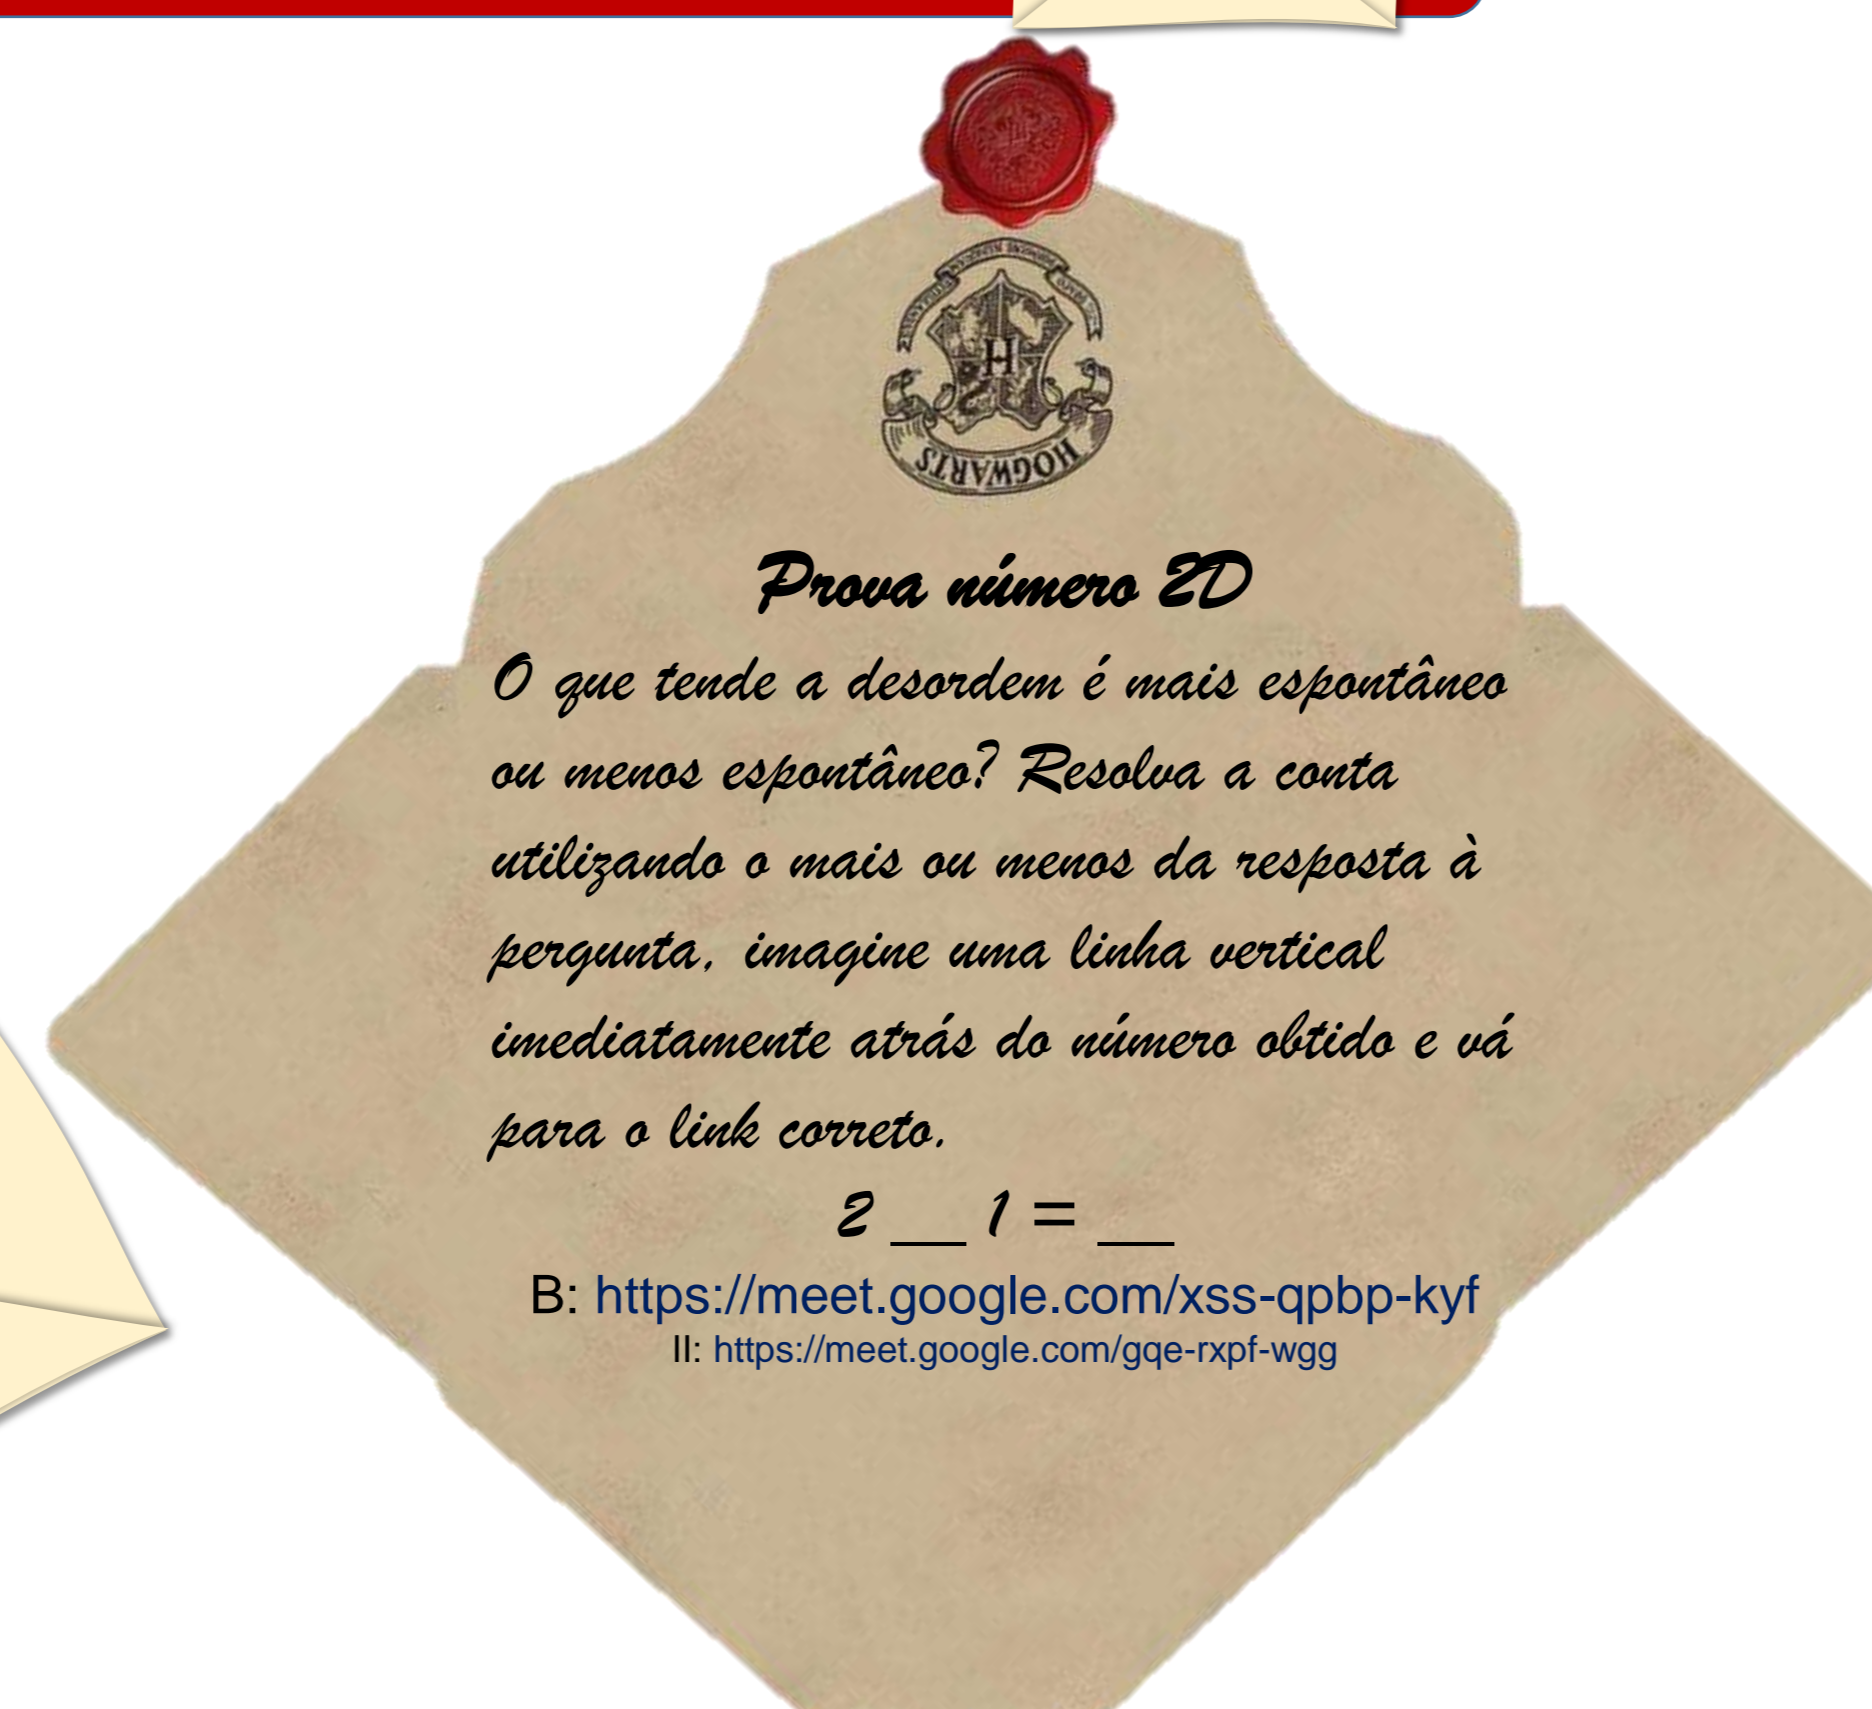 HOGWARTS
Prova número 2D
O que tende a desordem é mais espontâneo
ou menos espontâneo? Resolva a conta
utilizando o mais ou menos da resposta à
pergunta, imagine uma linha vertical
imediatamente atrás do número obtido e vá
para o link correto.
2 __ 1 = __
B: https://meet.google.com/xss-qpbp-kyf
II: https://meet.google.com/gqe-rxpf-wgg